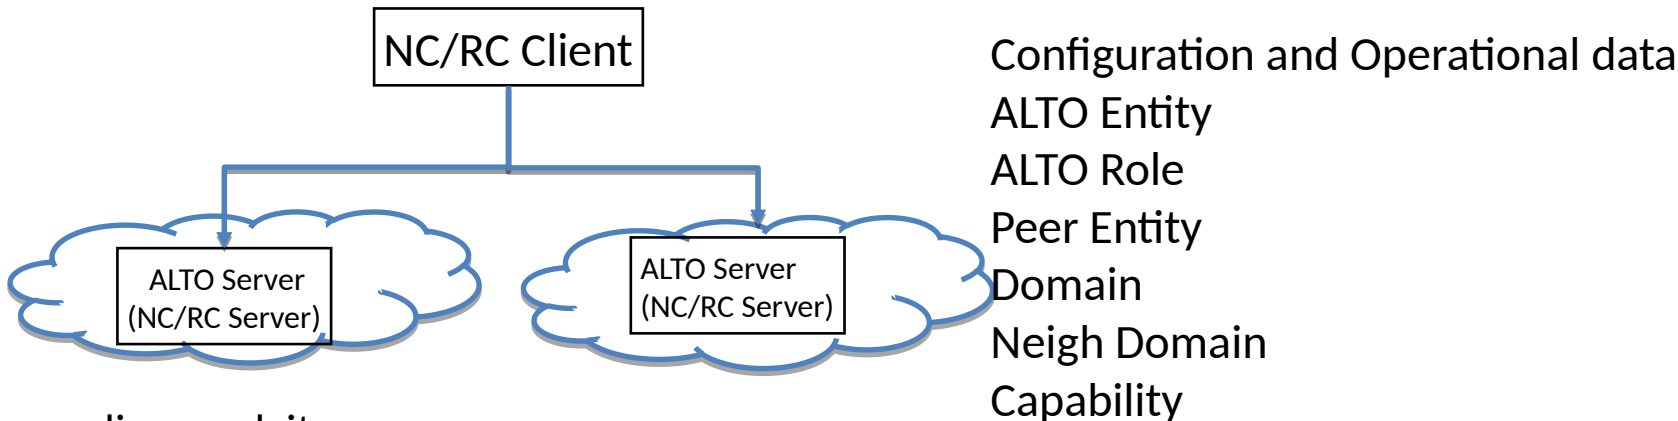 NC/RC Client
ALTO Server
(NC/RC Server)
ALTO Server
(NC/RC Server)
Configuration and Operational data
ALTO Entity
ALTO Role
Peer Entity
Domain
Neigh Domain
Capability